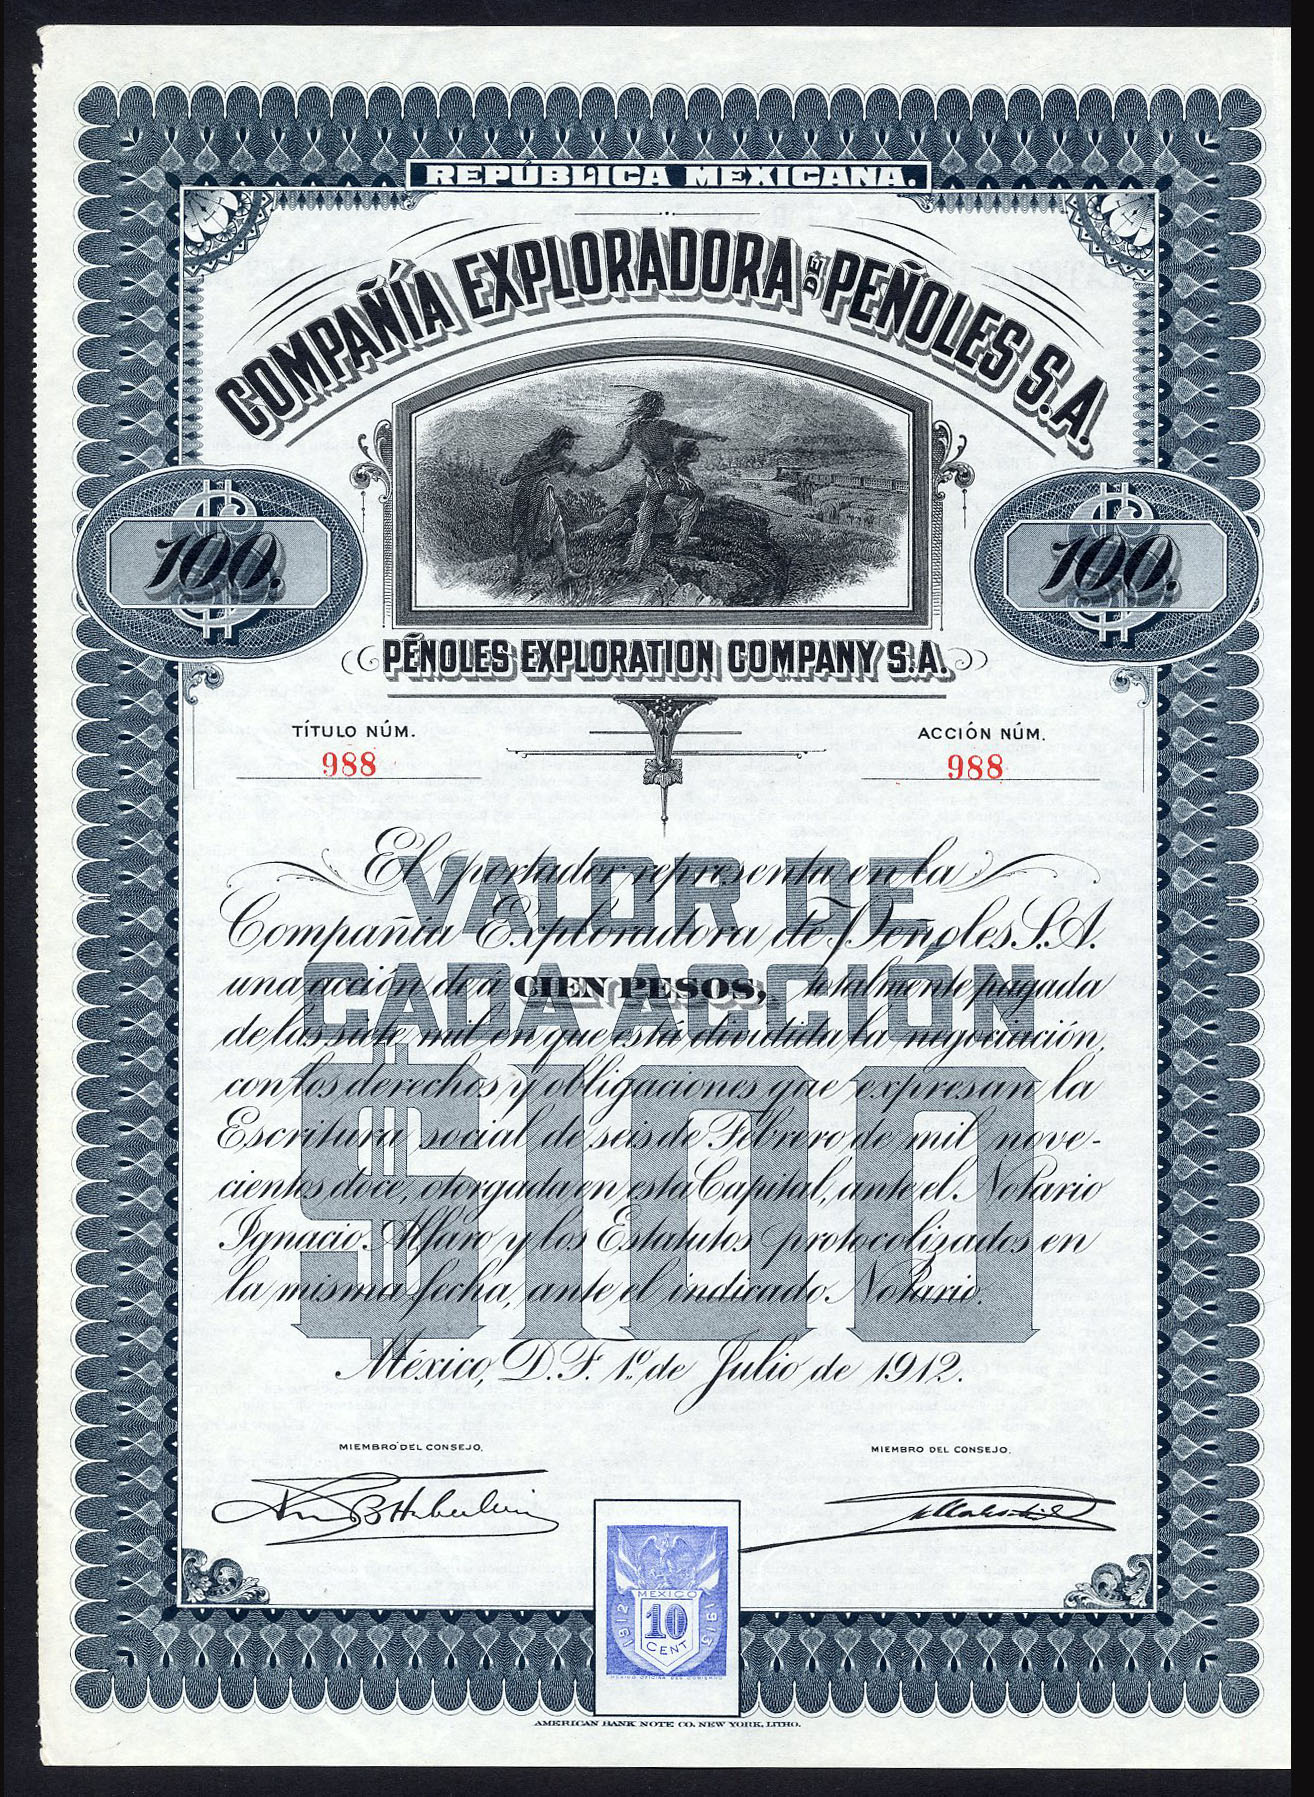 REPÚBLICA MEXICANA.
COMPAÑÍA EXPLORADORA DE PEÑOLES S.A.
100.
100.
PEÑOLES EXPLORATION COMPANY S.A.
TÍTULO NÚM.
988
ACCIÓN NÚM.
988
VALOR DE
CADA ACCIÓN
$100
El portador representa en la
Compañía Exploradora de Peñoles S.A.
una acción de á CIEN PESOS, totalmente pagada
de las siete mil en que está dividida la negociación,
con los derechos y obligaciones que expresan la
Escritura social de seis de Febrero de mil nove-
cientos doce, otorgada en esta Capital, ante el Notario
Ignacio Alfaro y los Estatutos protocolizados en
la misma fecha, ante el indicado Notario.
México, D.F. 1º de Julio de 1912.
MIEMBRO DEL CONSEJO.
MIEMBRO DEL CONSEJO.
MEXICO
1912
10
CENT
1913
AMERICAN BANK NOTE CO. NEW YORK, LITHO.